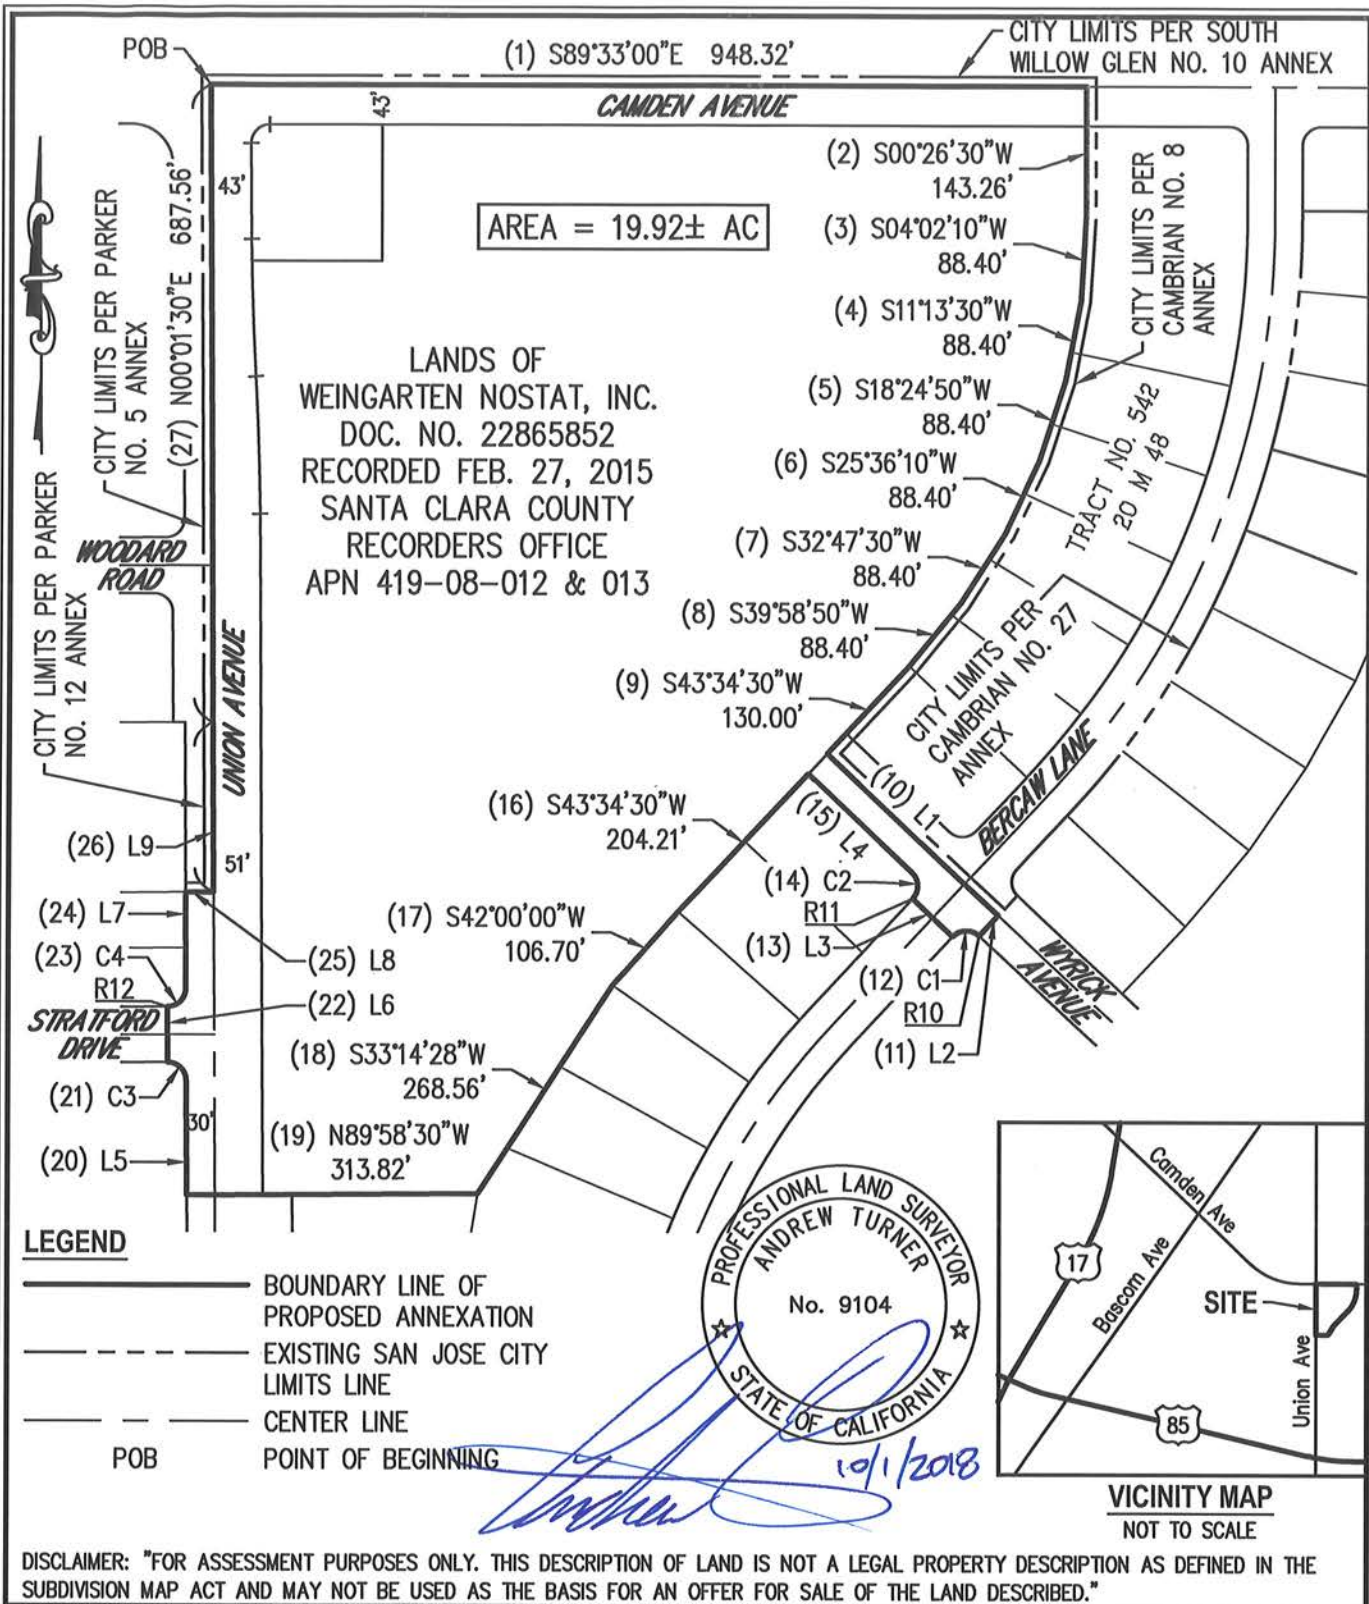 POB
(1) S89°33'00"E 948.32'
CITY LIMITS PER SOUTH
WILLOW GLEN NO. 10 ANNEX
CAMDEN AVENUE
43'
43'
(2) S00°26'30"W
143.26'
(3) S04°02'10"W
88.40'
(4) S11°13'30"W
88.40'
(5) S18°24'50"W
88.40'
(6) S25°36'10"W
88.40'
(7) S32°47'30"W
88.40'
(8) S39°58'50"W
88.40'
(9) S43°34'30"W
130.00'
CITY LIMITS PER
CAMBRIAN NO. 8
ANNEX
AREA = 19.92± AC
CITY LIMITS PER PARKER
NO. 5 ANNEX
(27) N00°01'30"E 687.56'
LANDS OF
WEINGARTEN NOSTAT, INC.
DOC. NO. 22865852
RECORDED FEB. 27, 2015
SANTA CLARA COUNTY
RECORDERS OFFICE
APN 419-08-012 & 013
TRACT NO. 542
20 M 48
WOODARD
ROAD
CITY LIMITS PER PARKER
NO. 12 ANNEX
UNION AVENUE
CITY LIMITS PER
CAMBRIAN NO. 27
ANNEX
BERCAW LANE
(10) L1
(15) L4
(16) S43°34'30"W
204.21'
(26) L9
51'
(14) C2
R11
(13) L3
(24) L7
(17) S42°00'00"W
106.70'
(23) C4
R12
(25) L8
(12) C1
R10
(11) L2
WYRICK
AVENUE
(22) L6
STRATFORD
DRIVE
(18) S33°14'28"W
268.56'
(21) C3
30'
(19) N89°58'30"W
313.82'
(20) L5
LEGEND
BOUNDARY LINE OF
PROPOSED ANNEXATION
EXISTING SAN JOSE CITY
LIMITS LINE
CENTER LINE
POB POINT OF BEGINNING
PROFESSIONAL LAND SURVEYOR
ANDREW TURNER
No. 9104
STATE OF CALIFORNIA
10/1/2018
Camden Ave
17
Bascom Ave
SITE
Union Ave
85
VICINITY MAP
NOT TO SCALE
DISCLAIMER: "FOR ASSESSMENT PURPOSES ONLY. THIS DESCRIPTION OF LAND IS NOT A LEGAL PROPERTY DESCRIPTION AS DEFINED IN THE
SUBDIVISION MAP ACT AND MAY NOT BE USED AS THE BASIS FOR AN OFFER FOR SALE OF THE LAND DESCRIBED."